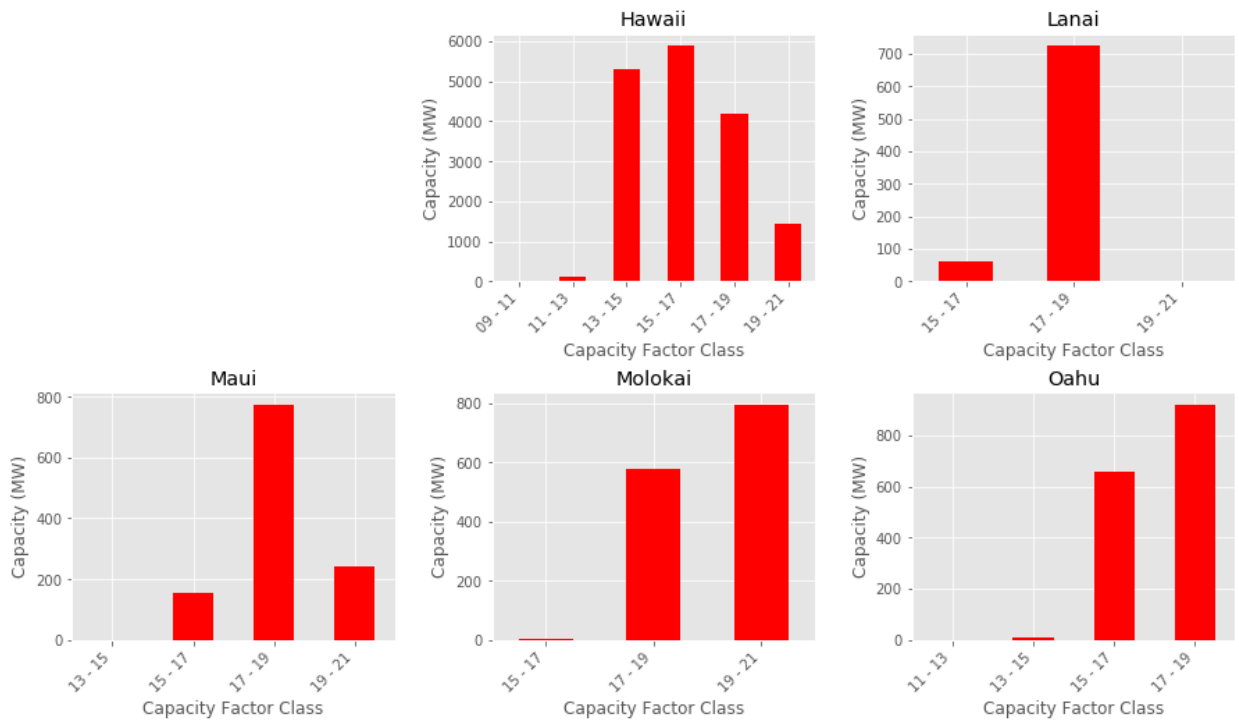 Hawaii
Capacity (MW)
6000
5000
4000
3000
2000
1000
0
09 - 11
11 - 13
13 - 15
15 - 17
17 - 19
19 - 21
Capacity Factor Class
Lanai
Capacity (MW)
700
600
500
400
300
200
100
0
15 - 17
17 - 19
19 - 21
Capacity Factor Class
Maui
Capacity (MW)
800
600
400
200
0
13 - 15
15 - 17
17 - 19
19 - 21
Capacity Factor Class
Molokai
Capacity (MW)
800
600
400
200
0
15 - 17
17 - 19
19 - 21
Capacity Factor Class
Oahu
Capacity (MW)
800
600
400
200
0
11 - 13
13 - 15
15 - 17
17 - 19
Capacity Factor Class